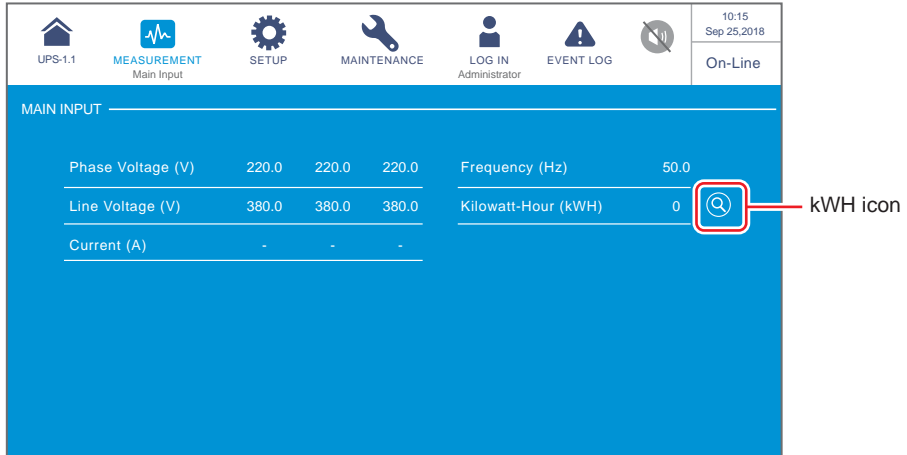 10:15
Sep 25,2018
UPS-1.1 MEASUREMENT SETUP MAINTENANCE LOG IN EVENT LOG On-Line
Main Input Administrator
MAIN INPUT
Phase Voltage (V) 220.0 220.0 220.0 Frequency (Hz) 50.0
Line Voltage (V) 380.0 380.0 380.0 Kilowatt-Hour (kWH) 0 kWH icon
Current (A) - - -